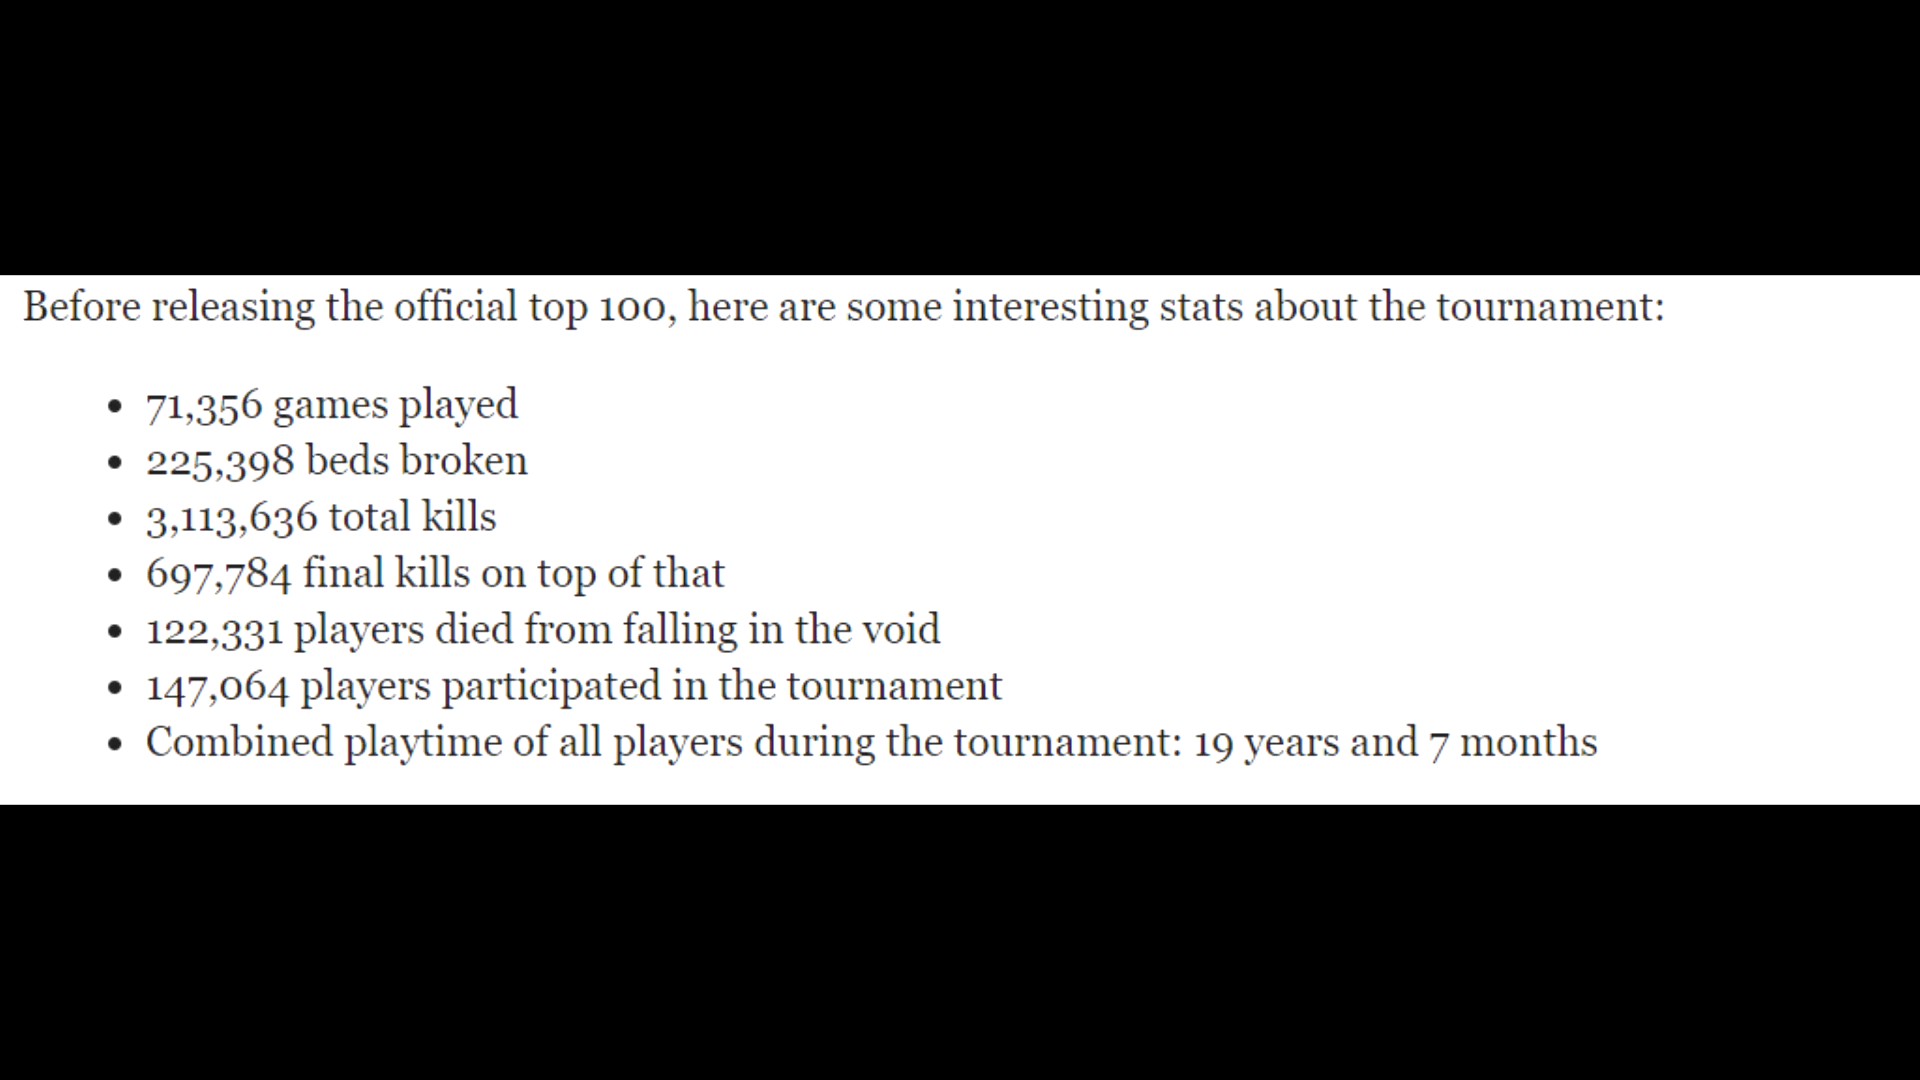 Before releasing the official top 100, here are some interesting stats about the tournament:
• 71,356 games played
• 225,398 beds broken
• 3,113,636 total kills
• 697,784 final kills on top of that
• 122,331 players died from falling in the void
• 147,064 players participated in the tournament
• Combined playtime of all players during the tournament: 19 years and 7 months